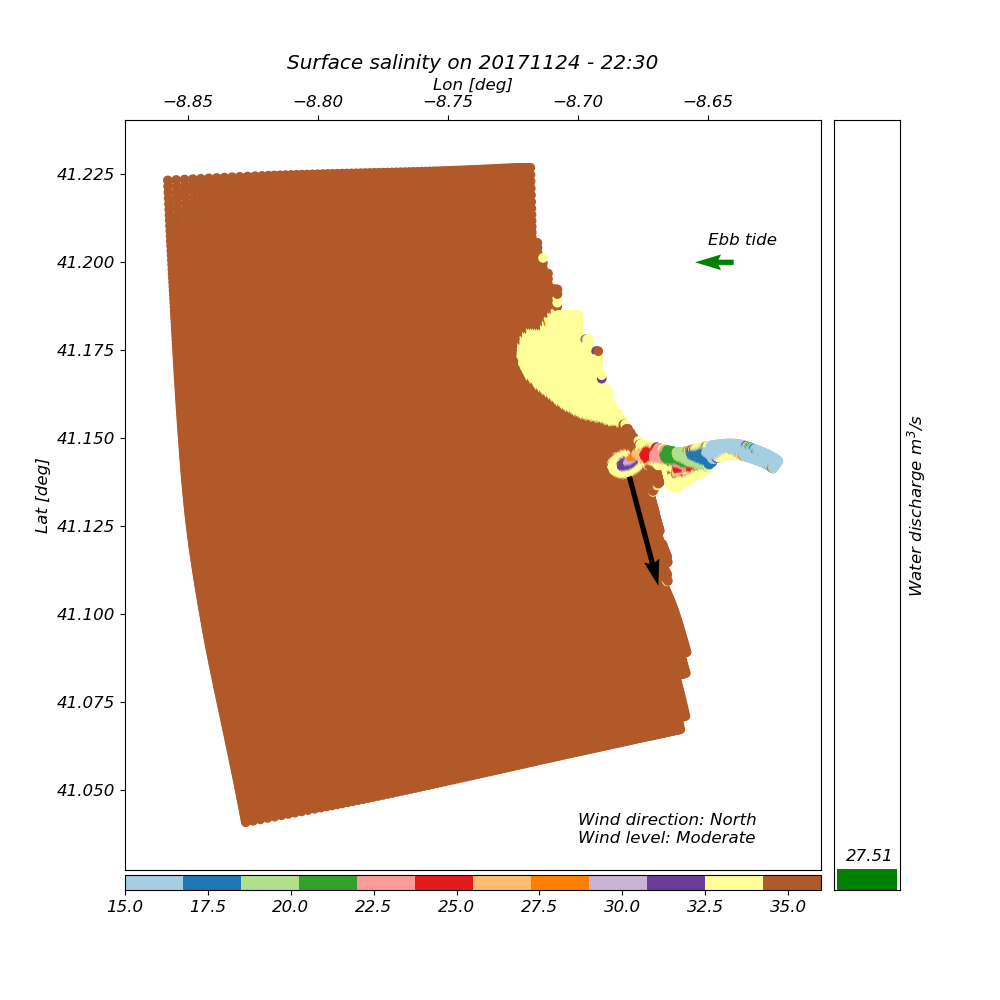 Surface salinity on 20171124 - 22:30
Lon [deg]
−8.85 −8.80 −8.75 −8.70 −8.65
41.225
41.200
41.175
41.150
41.125
41.100
41.075
41.050
Lat [deg]
Ebb tide
Wind direction: North
Wind level: Moderate
15.0 17.5 20.0 22.5 25.0 27.5 30.0 32.5 35.0
27.51
Water discharge m³/s